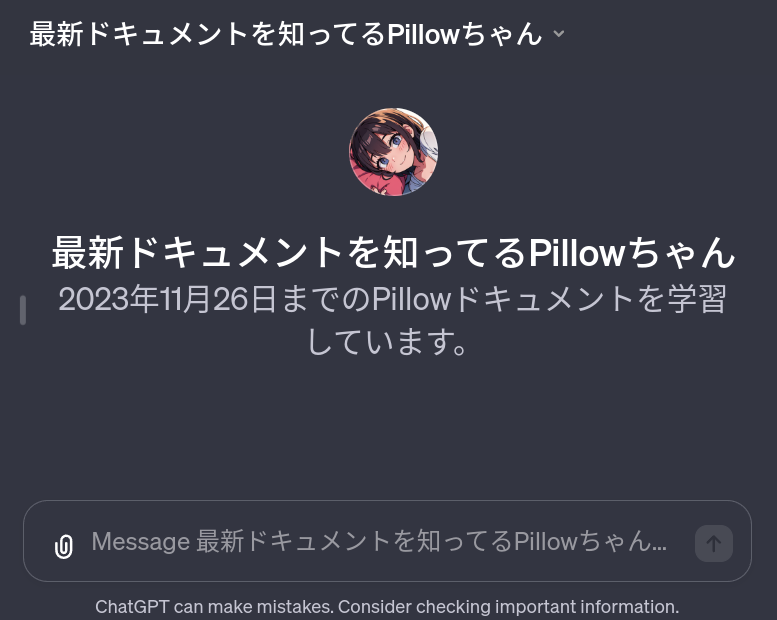 最新ドキュメントを知ってるPillowちゃん
最新ドキュメントを知ってるPillowちゃん
2023年11月26日までのPillowドキュメントを学習
しています。
Message 最新ドキュメントを知ってるPillowちゃん…
ChatGPT can make mistakes. Consider checking important information.